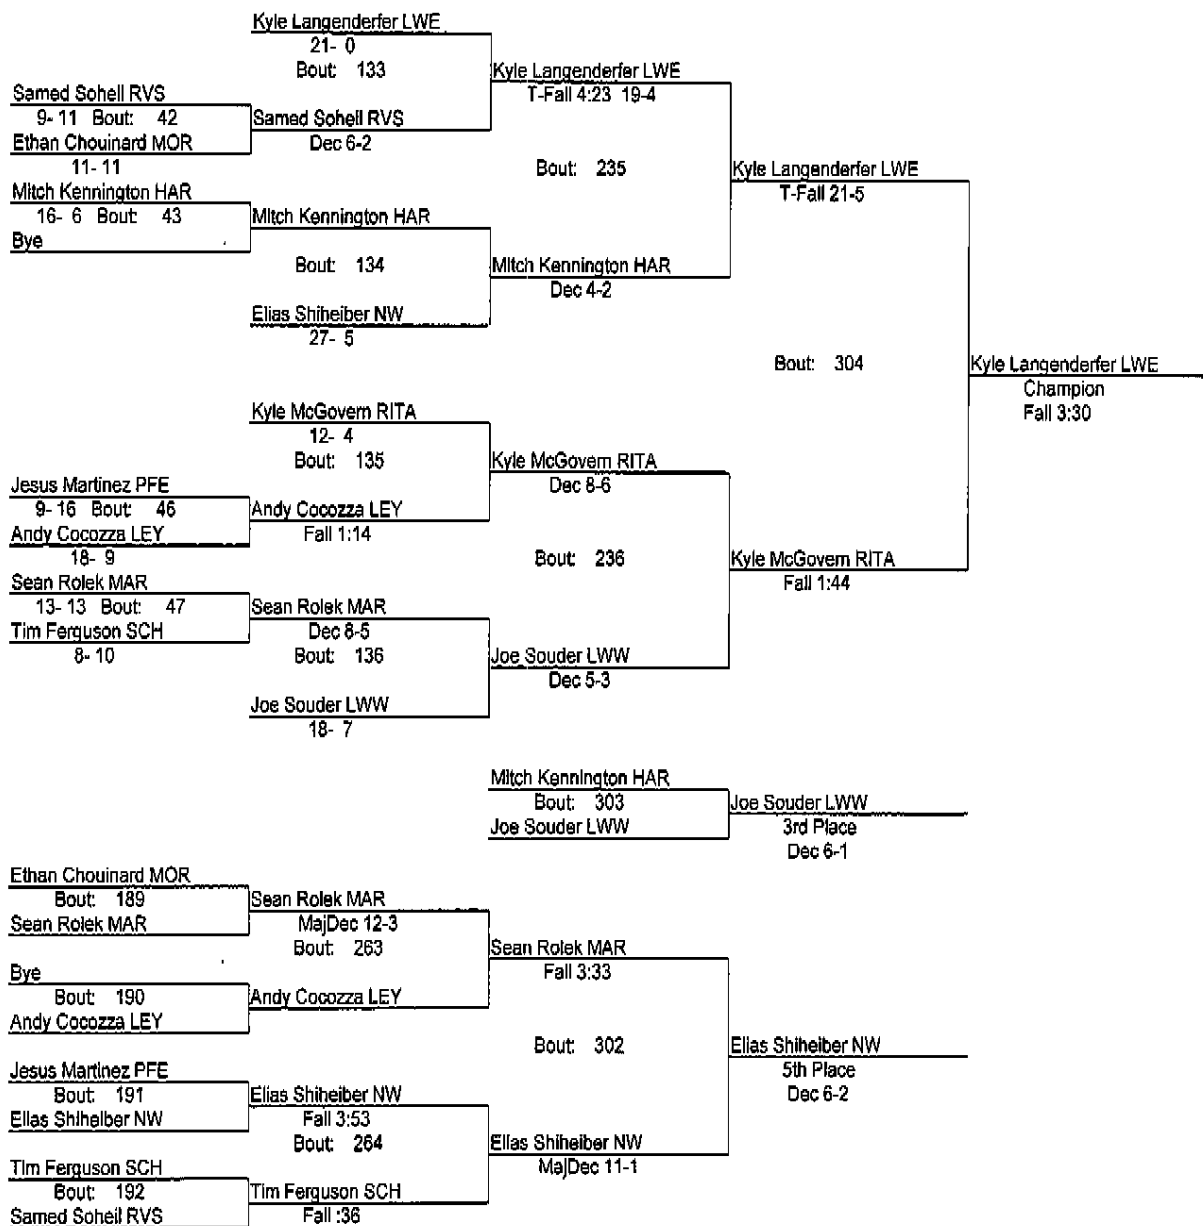 Kyle Langenderfer LWE
21- 0
Bout: 133
Kyle Langenderfer LWE
T-Fall 4:23 19-4
Samed Soheil RVS
9- 11 Bout: 42
Samed Soheil RVS
Dec 6-2
Ethan Chouinard MOR
11- 11
Bout: 235
Kyle Langenderfer LWE
T-Fall 21-5
Mitch Kennington HAR
16- 6 Bout: 43
Mitch Kennington HAR
Bye
Bout: 134
Mitch Kennington HAR
Dec 4-2
Elias Shiheiber NW
27- 5
Bout: 304
Kyle Langenderfer LWE
Champion
Fall 3:30
Kyle McGovern RITA
12- 4
Bout: 135
Kyle McGovern RITA
Dec 8-6
Jesus Martinez PFE
9- 16 Bout: 46
Andy Cocozza LEY
Fall 1:14
Andy Cocozza LEY
18- 9
Bout: 236
Kyle McGovern RITA
Fall 1:44
Sean Rolek MAR
13- 13 Bout: 47
Sean Rolek MAR
Dec 8-5
Tim Ferguson SCH
8- 10
Bout: 136
Joe Souder LWW
Dec 5-3
Joe Souder LWW
18- 7
Mitch Kennington HAR
Bout: 303
Joe Souder LWW
Joe Souder LWW
3rd Place
Dec 6-1
Ethan Chouinard MOR
Bout: 189
Sean Rolek MAR
Sean Rolek MAR
MajDec 12-3
Bout: 263
Sean Rolek MAR
Fall 3:33
Bye
Bout: 190
Andy Cocozza LEY
Andy Cocozza LEY
Bout: 302
Elias Shiheiber NW
5th Place
Dec 6-2
Jesus Martinez PFE
Bout: 191
Elias Shiheiber NW
Elias Shiheiber NW
Fall 3:53
Bout: 264
Elias Shiheiber NW
MajDec 11-1
Tim Ferguson SCH
Bout: 192
Samed Soheil RVS
Tim Ferguson SCH
Fall :36